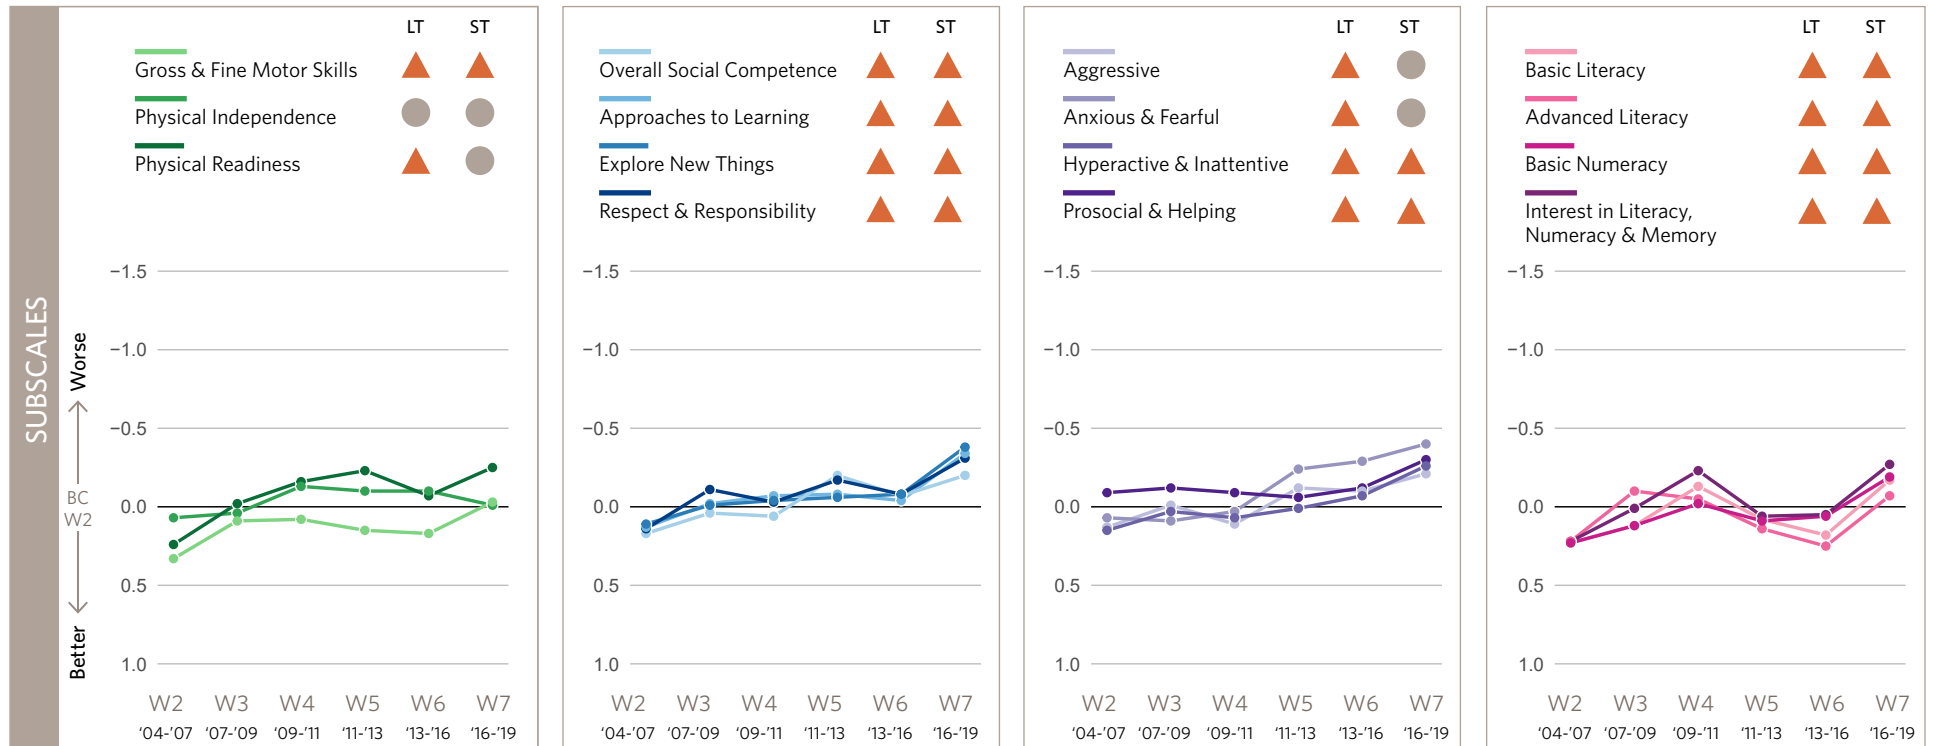 SUBSCALES
Worse
BC
W2
Better
LT ST
Gross & Fine Motor Skills
Physical Independence
Physical Readiness
−1.5
−1.0
−0.5
0.0
0.5
1.0
W2 W3 W4 W5 W6 W7
‘04-’07 ‘07-’09 ‘09-’11 ‘11-’13 ‘13-’16 ‘16-’19
LT ST
Overall Social Competence
Approaches to Learning
Explore New Things
Respect & Responsibility
−1.5
−1.0
−0.5
0.0
0.5
1.0
W2 W3 W4 W5 W6 W7
‘04-’07 ‘07-’09 ‘09-’11 ‘11-’13 ‘13-’16 ‘16-’19
LT ST
Aggressive
Anxious & Fearful
Hyperactive & Inattentive
Prosocial & Helping
−1.5
−1.0
−0.5
0.0
0.5
1.0
W2 W3 W4 W5 W6 W7
‘04-’07 ‘07-’09 ‘09-’11 ‘11-’13 ‘13-’16 ‘16-’19
LT ST
Basic Literacy
Advanced Literacy
Basic Numeracy
Interest in Literacy,
Numeracy & Memory
−1.5
−1.0
−0.5
0.0
0.5
1.0
W2 W3 W4 W5 W6 W7
‘04-’07 ‘07-’09 ‘09-’11 ‘11-’13 ‘13-’16 ‘16-’19